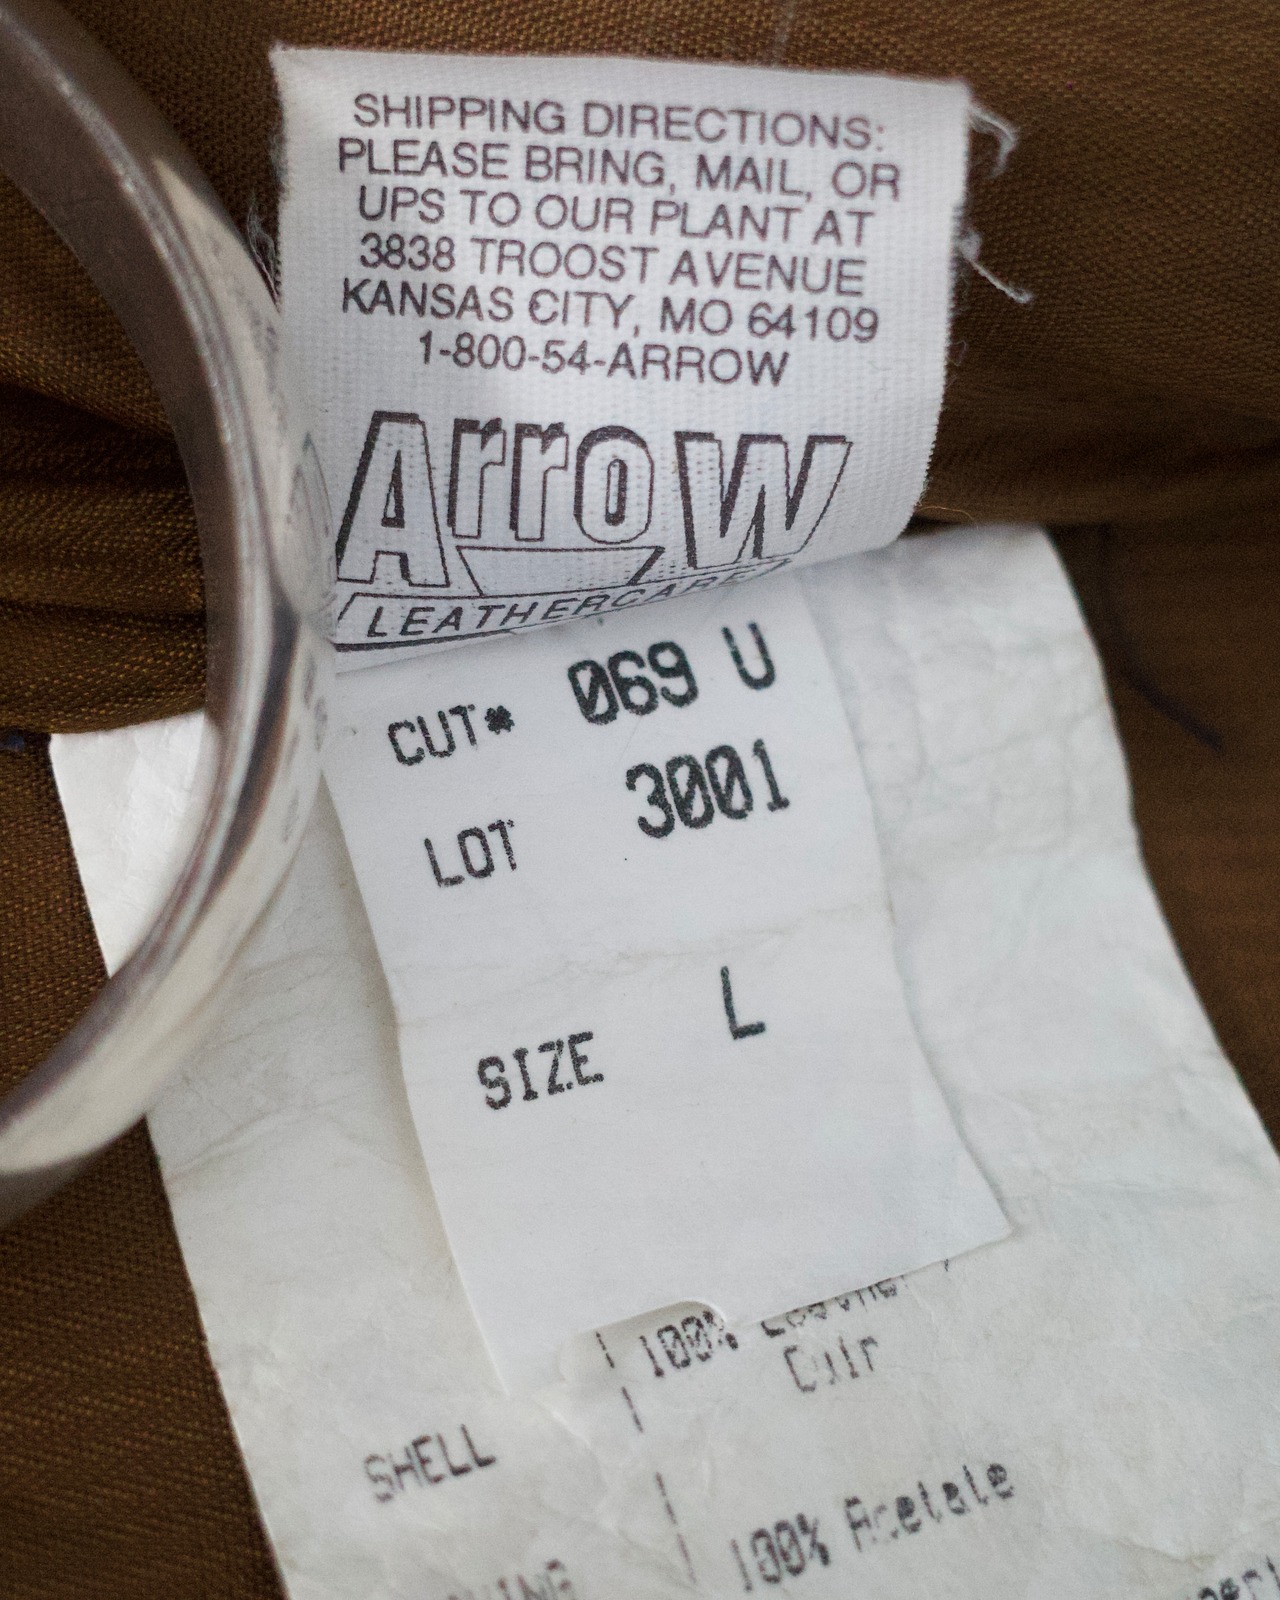 SHIPPING DIRECTIONS:
PLEASE BRING, MAIL, OR
UPS TO OUR PLANT AT
3838 TROOST AVENUE
KANSAS CITY, MO 64109
1-800-54-ARROW
Arrow
LEATHERCARE
CUT* 069 U
LOT 3001
SIZE L
100% Leather
Cuir
SHELL
100% Acetate